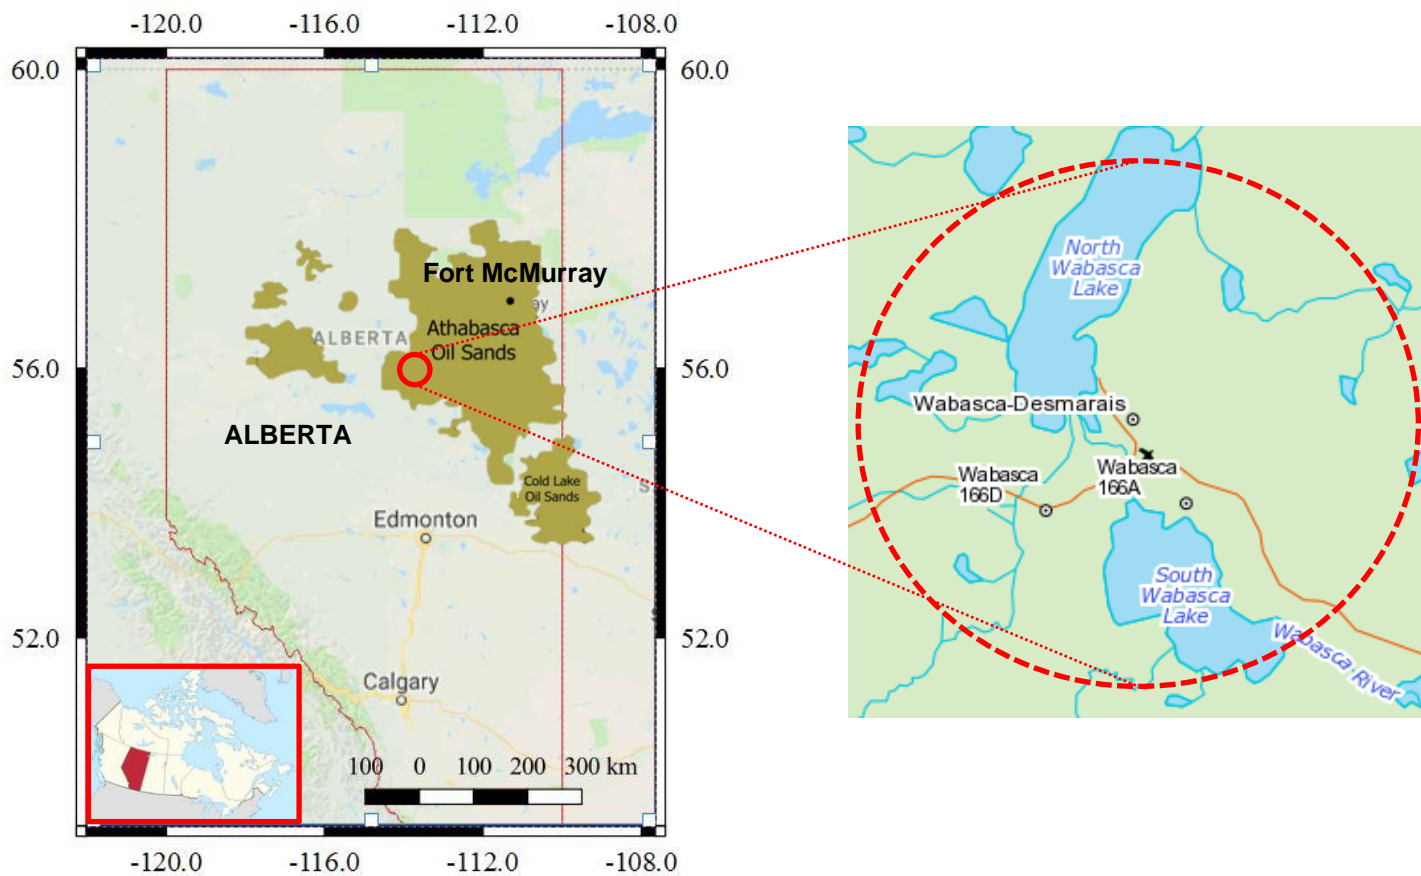 -120.0 -116.0 -112.0 -108.0
60.0
60.0
Fort McMurray
ay
Athabasca
Oil Sands
ALBERTA
56.0
56.0
ALBERTA
Cold Lake
Oil Sands
S
Edmonton
52.0
52.0
Calgary
100 0 100 200 300 km
-120.0 -116.0 -112.0 -108.0
North
Wabasca
Lake
Wabasca-Desmarais
Wabasca
166D
Wabasca
166A
South
Wabasca
Lake
Wabasca River